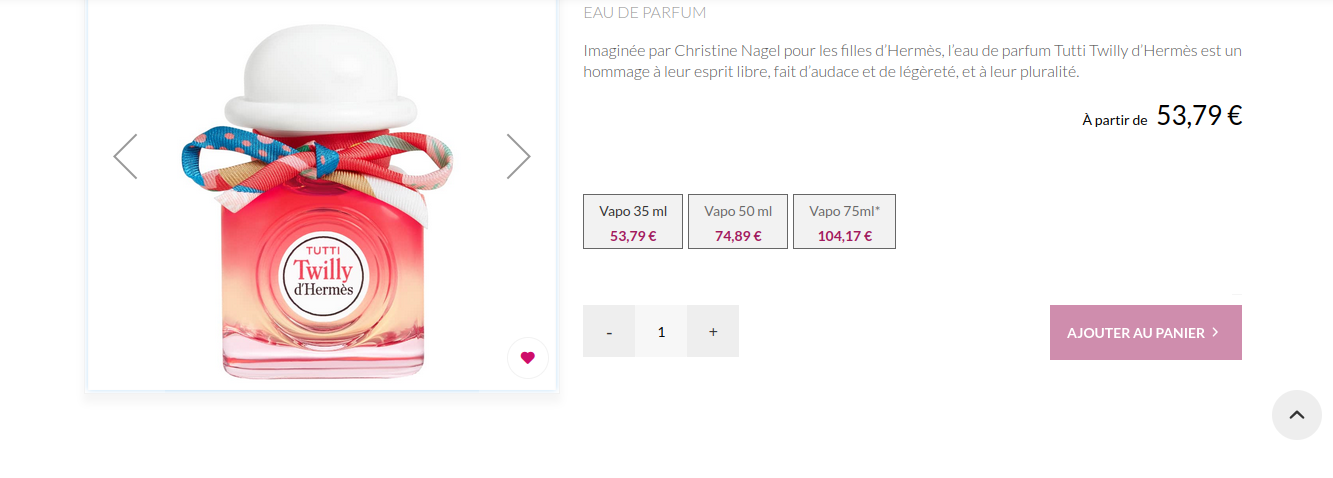 EAU DE PARFUM
Imaginée par Christine Nagel pour les filles d’Hermès, l’eau de parfum Tutti Twilly d’Hermès est un
hommage à leur esprit libre, fait d’audace et de légèreté, et à leur pluralité.
À partir de 53,79 €
TUTTI
Twilly
d'Hermès
Vapo 35 ml
53,79 €
Vapo 50 ml
74,89 €
Vapo 75ml*
104,17 €
- 1 +
AJOUTER AU PANIER